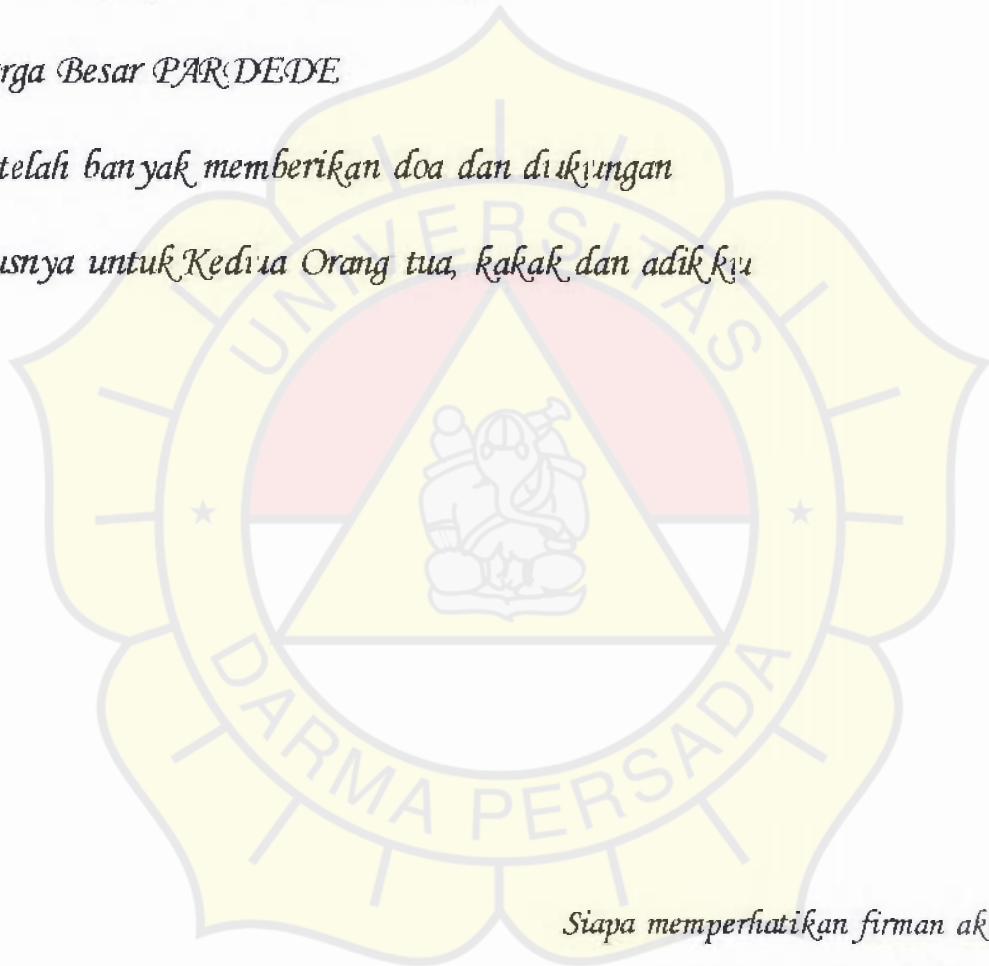 rga Besar PARDEDE
telah banyak memberikan doa dan dukungan
usnya untuk Kedua Orang tua, kakak dan adikku
UNIVERSITAS
DARMA PERSADA
Siapa memperhatikan firman ak